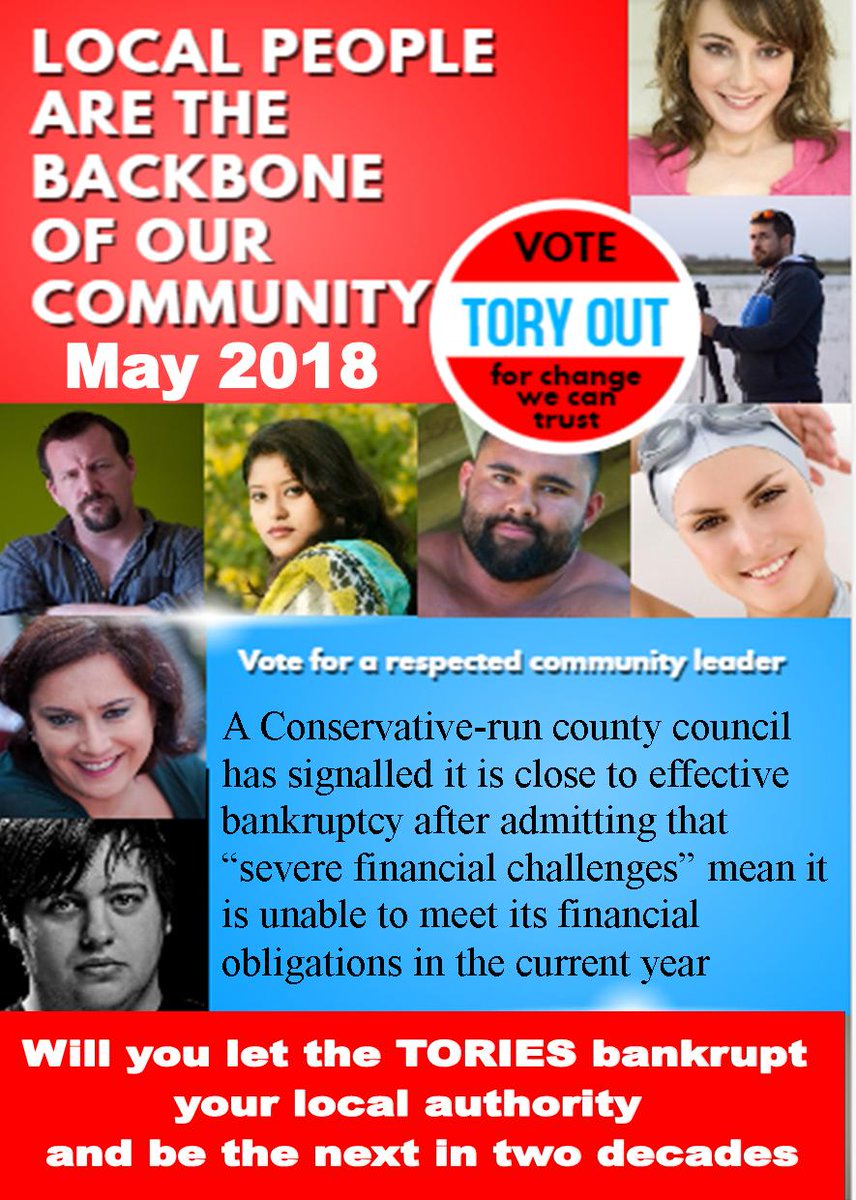 LOCAL PEOPLE
ARE THE
BACKBONE
OF OUR
COMMUNITY
May 2018
VOTE
TORY OUT
for change
we can
trust
Vote for a respected community leader
A Conservative-run county council
has signalled it is close to effective
bankruptcy after admitting that
“severe financial challenges” mean it
is unable to meet its financial
obligations in the current year
Will you let the TORIES bankrupt
your local authority
and be the next in two decades